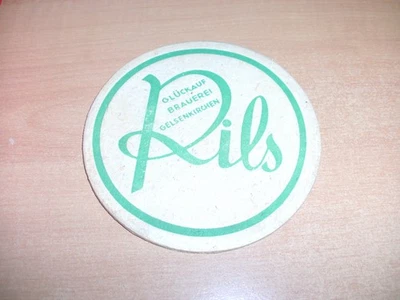 GLÜCKAUF
BRAUEREI
GELSENKIRCHEN
Pils